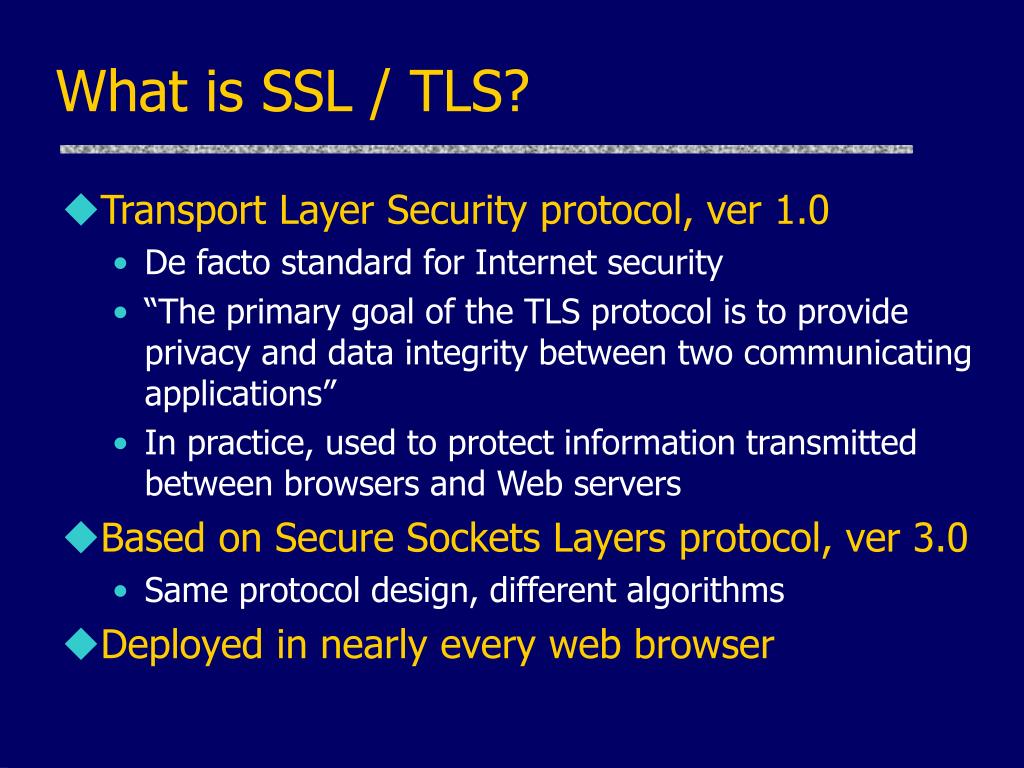 What is SSL / TLS?
Transport Layer Security protocol, ver 1.0
De facto standard for Internet security
“The primary goal of the TLS protocol is to provide
privacy and data integrity between two communicating
applications”
In practice, used to protect information transmitted
between browsers and Web servers
Based on Secure Sockets Layers protocol, ver 3.0
Same protocol design, different algorithms
Deployed in nearly every web browser